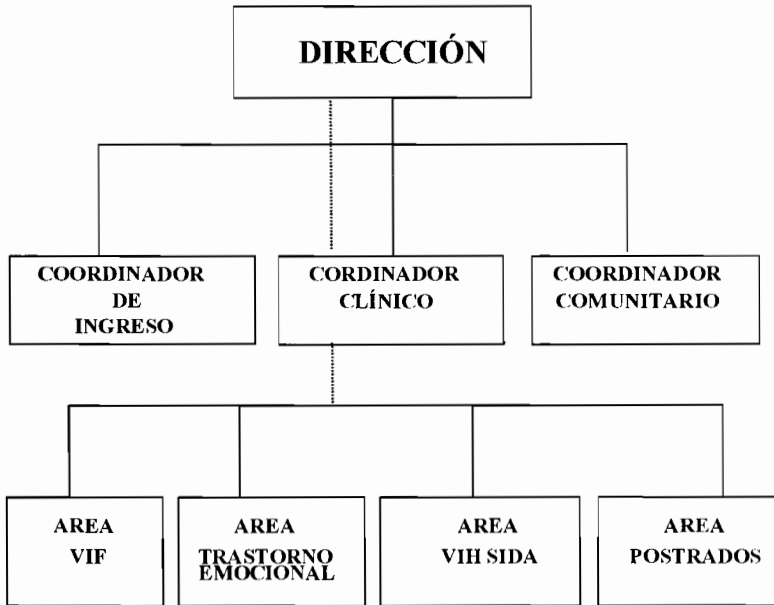 DIRECCIÓN
COORDINADOR
DE
INGRESO
CORDINADOR
CLÍNICO
COORDINADOR
COMUNITARIO
AREA
VIF
AREA
TRASTORNO
EMOCIONAL
AREA
VIH SIDA
AREA
POSTRADOS